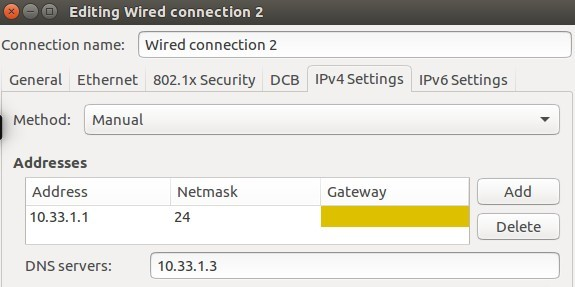 Editing Wired connection 2
Connection name: Wired connection 2
General Ethernet 802.1x Security DCB IPv4 Settings IPv6 Settings
Method: Manual
Addresses
Address Netmask Gateway Add
10.33.1.1 24 Delete
DNS servers: 10.33.1.3